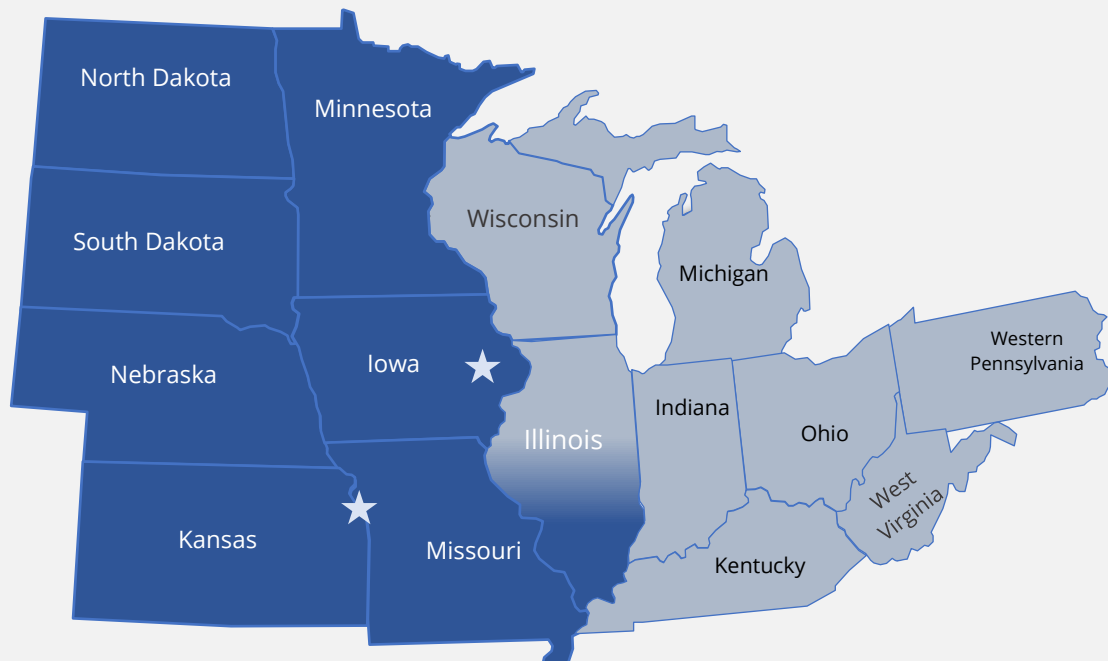 North Dakota
Minnesota
Wisconsin
South Dakota
Michigan
Western
Pennsylvania
Iowa
Nebraska
Indiana
Ohio
Illinois
West
Virginia
Kansas
Missouri
Kentucky